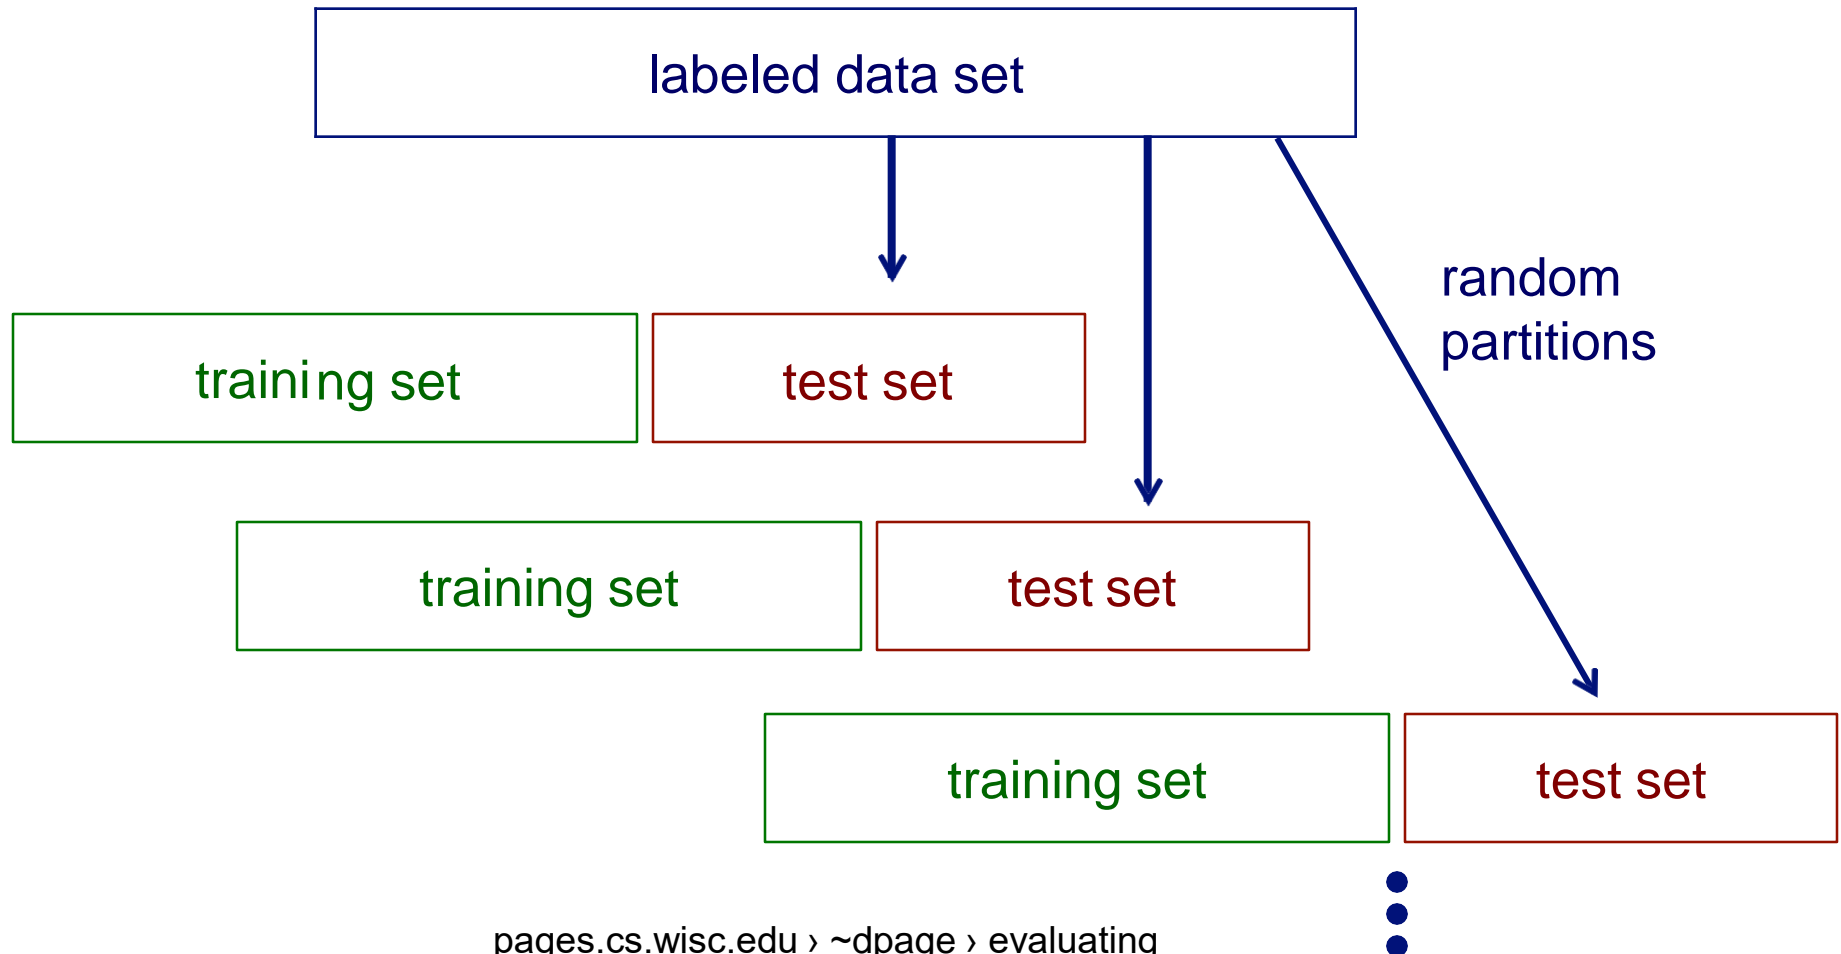 labeled data set
random
partitions
training set
test set
training set
test set
training set
test set
pages.cs.wisc.edu › ~dpage › evaluating